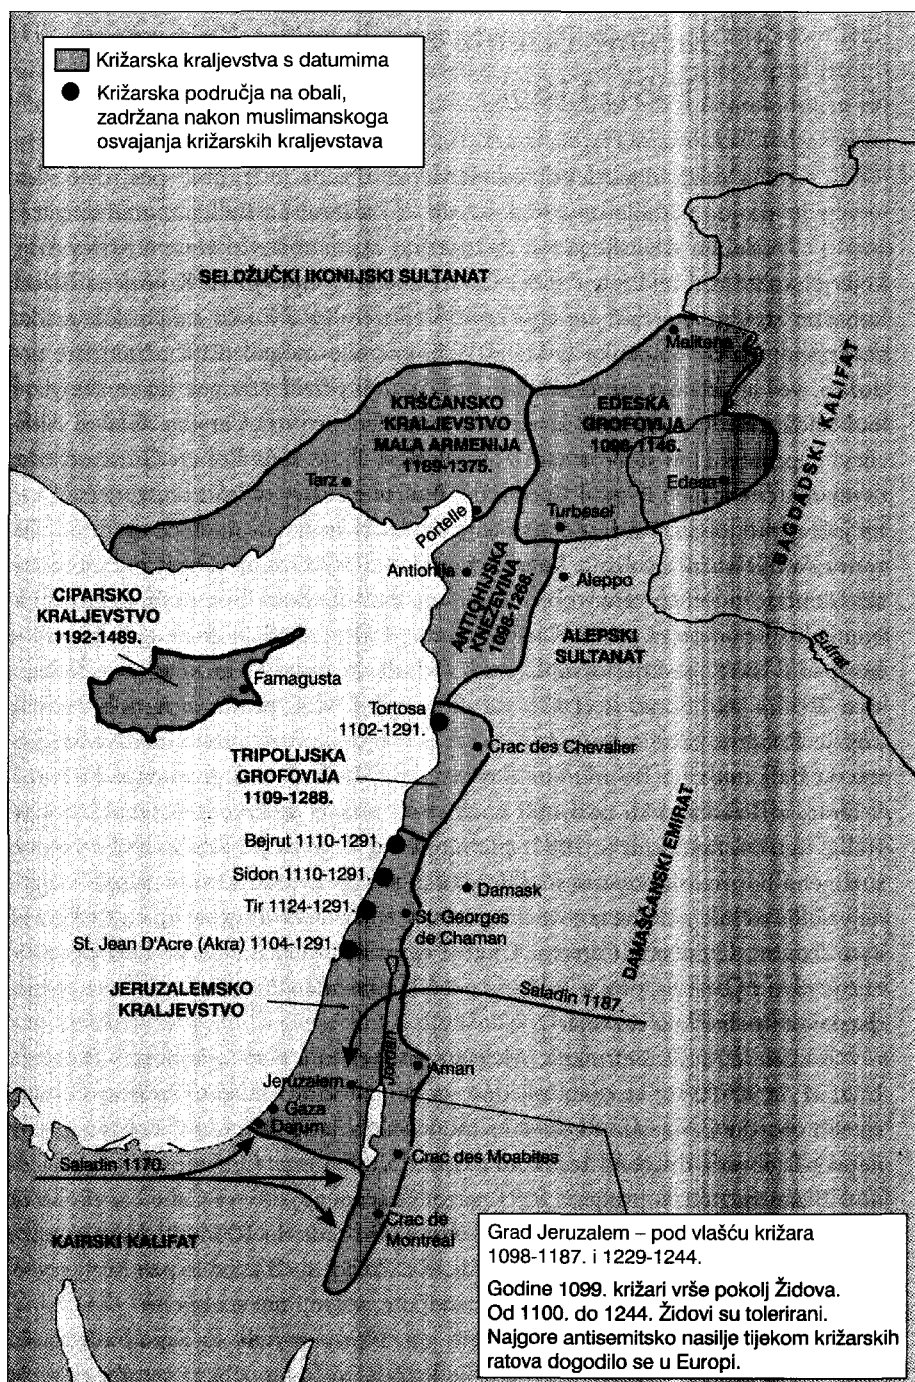 Križarska kraljevstva s datumima
Križarska područja na obali,
zadržana nakon muslimanskoga
osvajanja križarskih kraljevstava
SELDŽUČKI IKONIJSKI SULTANAT
Malitene
BAGDADSKI KALIFAT
KRŠĆANSKO
KRALJEVSTVO
MALA ARMENIJA
1189-1375.
EDEŠKA
GROFOVIJA
1098-1146.
Tarz
Edesa
Portelle
Turbesel
Antiohija
ANTIOHIJSKA
KNEŽEVINA
1098-1268.
Aleppo
ALEPSKI
SULTANAT
Eufrat
CIPARSKO
KRALJEVSTVO
1192-1489.
Famagusta
Tortosa
1102-1291.
Crac des Chevalier
TRIPOLIJSKA
GROFOVIJA
1109-1288.
Bejrut 1110-1291.
Sidon 1110-1291.
Damask
DAMAŠĆANSKI EMIRAT
Tir 1124-1291.
St. Georges
de Chaman
St. Jean D'Acre (Akra) 1104-1291.
JERUZALEMSKO
KRALJEVSTVO
Saladin 1187.
Jordan
Aman
Jeruzalem
Gaza
Darum
Saladin 1170.
Crac des Moabites
Crac de
Montreal
KAIRSKI KALIFAT
Grad Jeruzalem – pod vlašću križara
1098-1187. i 1229-1244.
Godine 1099. križari vrše pokolj Židova.
Od 1100. do 1244. Židovi su tolerirani.
Najgore antisemitsko nasilje tijekom križarskih
ratova dogodilo se u Europi.